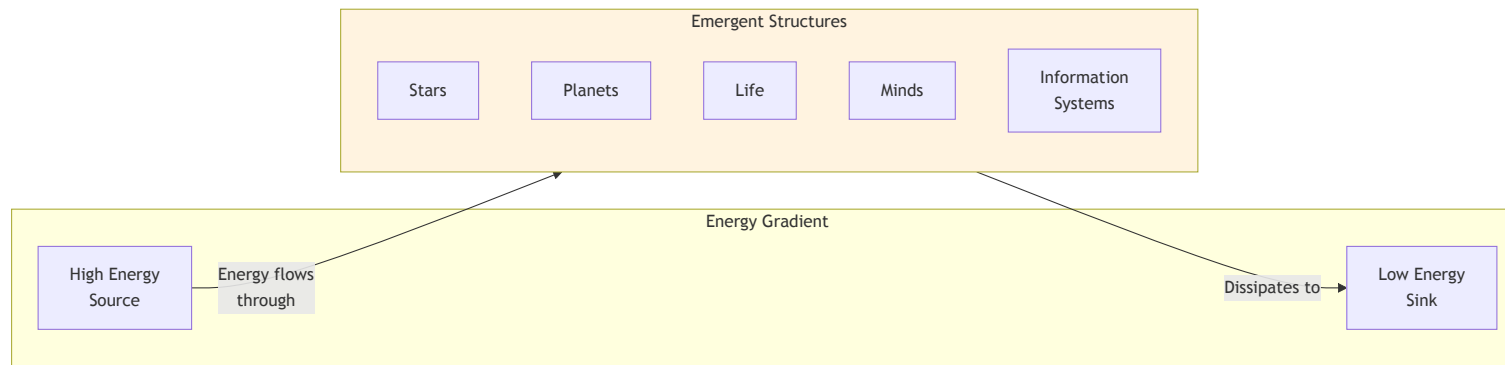 Emergent Structures
Stars
Planets
Life
Minds
Information
Systems
Energy Gradient
High Energy
Source
Energy flows
through
Dissipates to
Low Energy
Sink